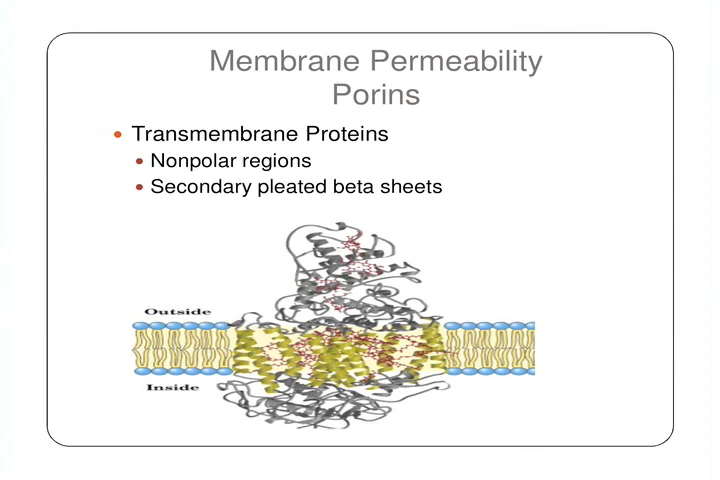 Membrane Permeability
Porins
Transmembrane Proteins
Nonpolar regions
Secondary pleated beta sheets
Outside
Inside